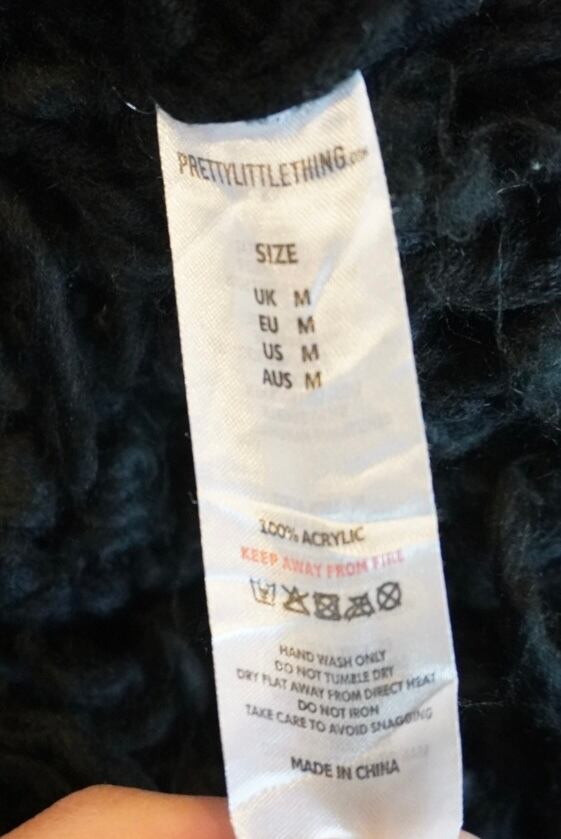 PRETTYLITTLETHING.COM
SIZE
UK M
EU M
US M
AUS M
100% ACRYLIC
KEEP AWAY FROM FIRE
HAND WASH ONLY
DO NOT TUMBLE DRY
DRY FLAT AWAY FROM DIRECT HEAT
DO NOT IRON
TAKE CARE TO AVOID SNAGGING
MADE IN CHINA